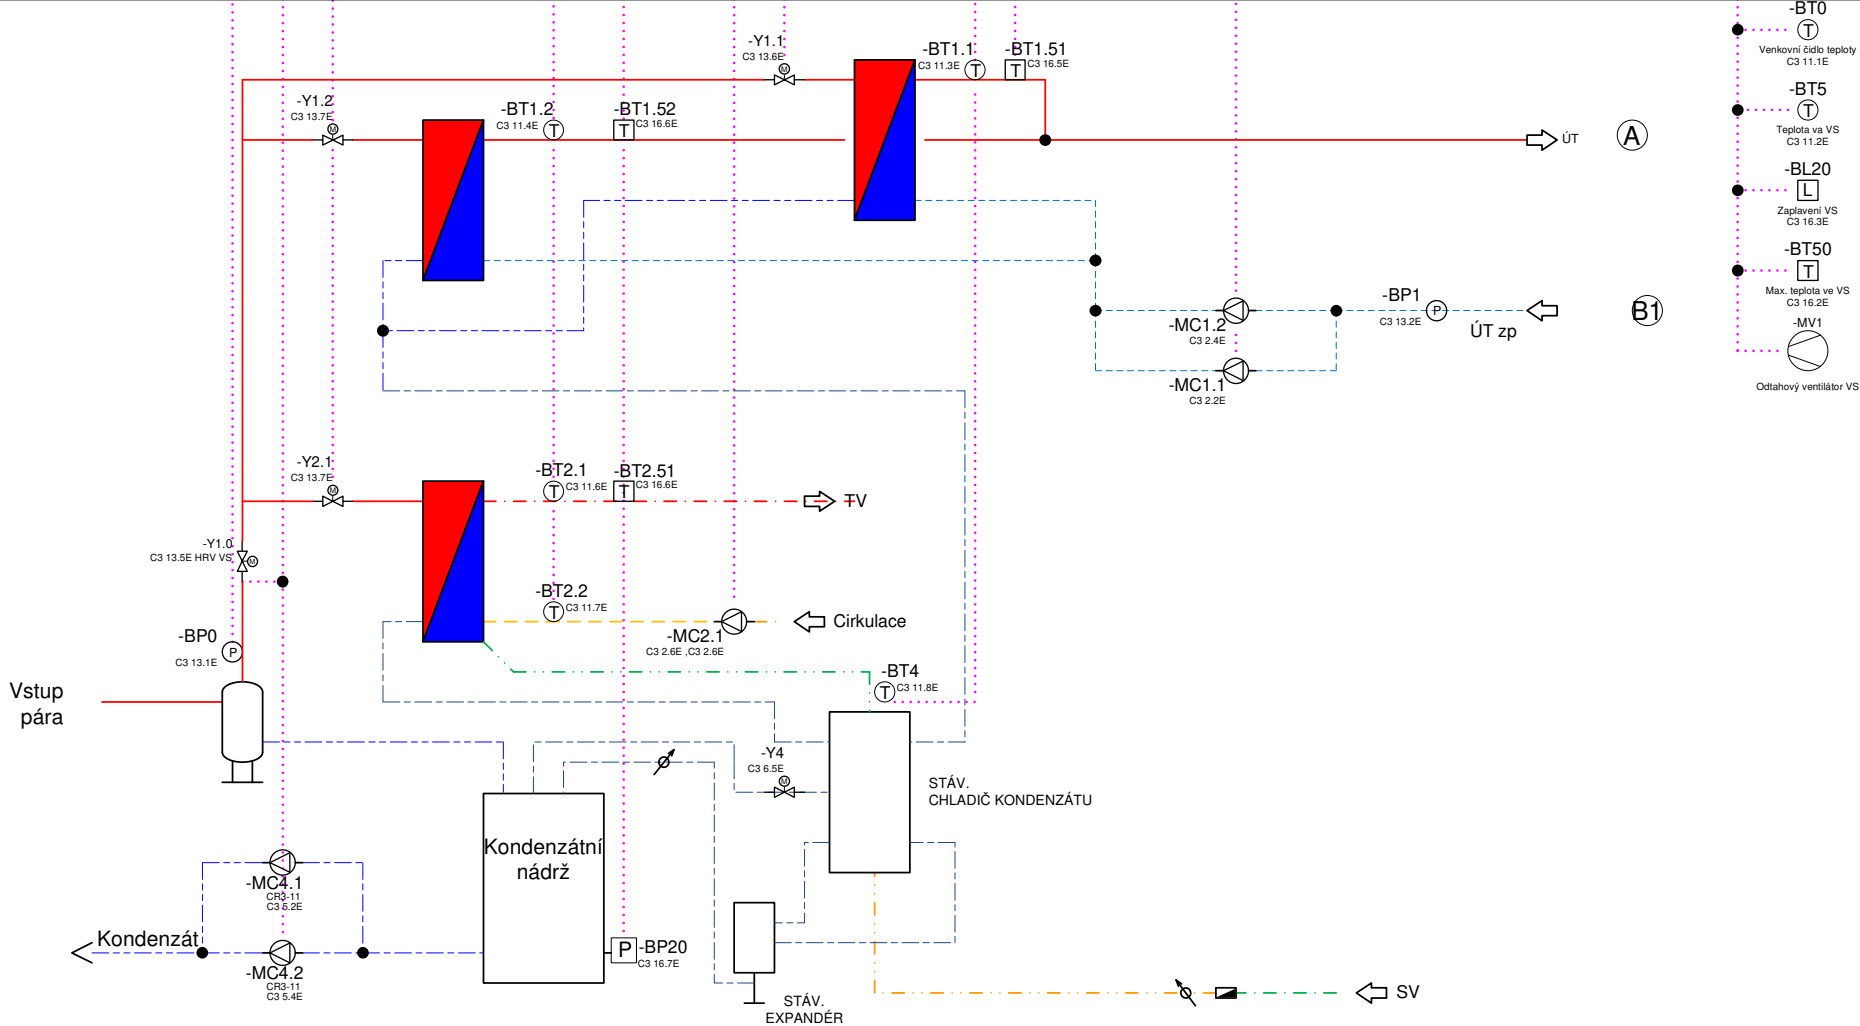 -BT0
T
Venkovní čidlo teploty
C3 11.1E
-BT5
T
Teplota va VS
C3 11.2E
-BL20
L
Zaplavení VS
C3 16.3E
-BT50
T
Max. teplota ve VS
C3 16.2E
-MV1
Odtahový ventilátor VS
-Y1.1
C3 13.6E
M
-BT1.1
C3 11.3E
T
-BT1.51
C3 16.5E
T
-Y1.2
C3 13.7E
M
-BT1.2
C3 11.4E
T
-BT1.52
C3 16.6E
T
ÚT
A
-BP1
C3 13.2E
P
ÚT zp
B1
-MC1.2
C3 2.4E
-MC1.1
C3 2.2E
-Y2.1
C3 13.7E
M
-BT2.1
C3 11.6E
T
-BT2.51
C3 16.6E
T
TV
-Y1.0
C3 13.5E HRV VS
M
-BT2.2
C3 11.7E
T
-MC2.1
C3 2.6E ,C3 2.6E
Cirkulace
-BP0
C3 13.1E
P
-BT4
C3 11.8E
T
Vstup
pára
-Y4
C3 6.5E
M
STÁV.
CHLADIČ KONDENZÁTU
Kondenzátní
nádrž
-MC4.1
CR3-11
C3 5.2E
Kondenzát
-MC4.2
CR3-11
C3 5.4E
P
-BP20
C3 16.7E
STÁV.
EXPANDÉR
SV